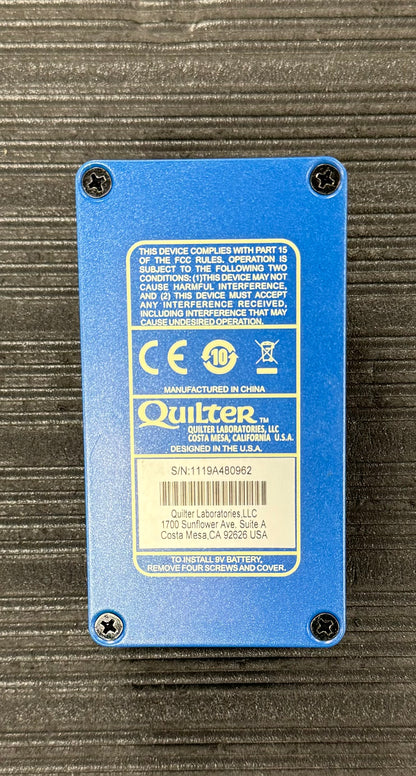 THIS DEVICE COMPLIES WITH PART 15
OF THE FCC RULES. OPERATION IS
SUBJECT TO THE FOLLOWING TWO
CONDITIONS: (1)THIS DEVICE MAY NOT
CAUSE HARMFUL INTERFERENCE,
AND (2) THIS DEVICE MUST ACCEPT
ANY INTERFERENCE RECEIVED,
INCLUDING INTERFERENCE THAT MAY
CAUSE UNDESIRED OPERATION.
CE 10
MANUFACTURED IN CHINA
QUILTER™
QUILTER LABORATORIES, LLC
COSTA MESA, CALIFORNIA U.S.A.
DESIGNED IN THE U.S.A.
S/N:1119A480962
Quilter Laboratories,LLC
1700 Sunflower Ave. Suite A
Costa Mesa,CA 92626 USA
TO INSTALL 9V BATTERY,
REMOVE FOUR SCREWS AND COVER.